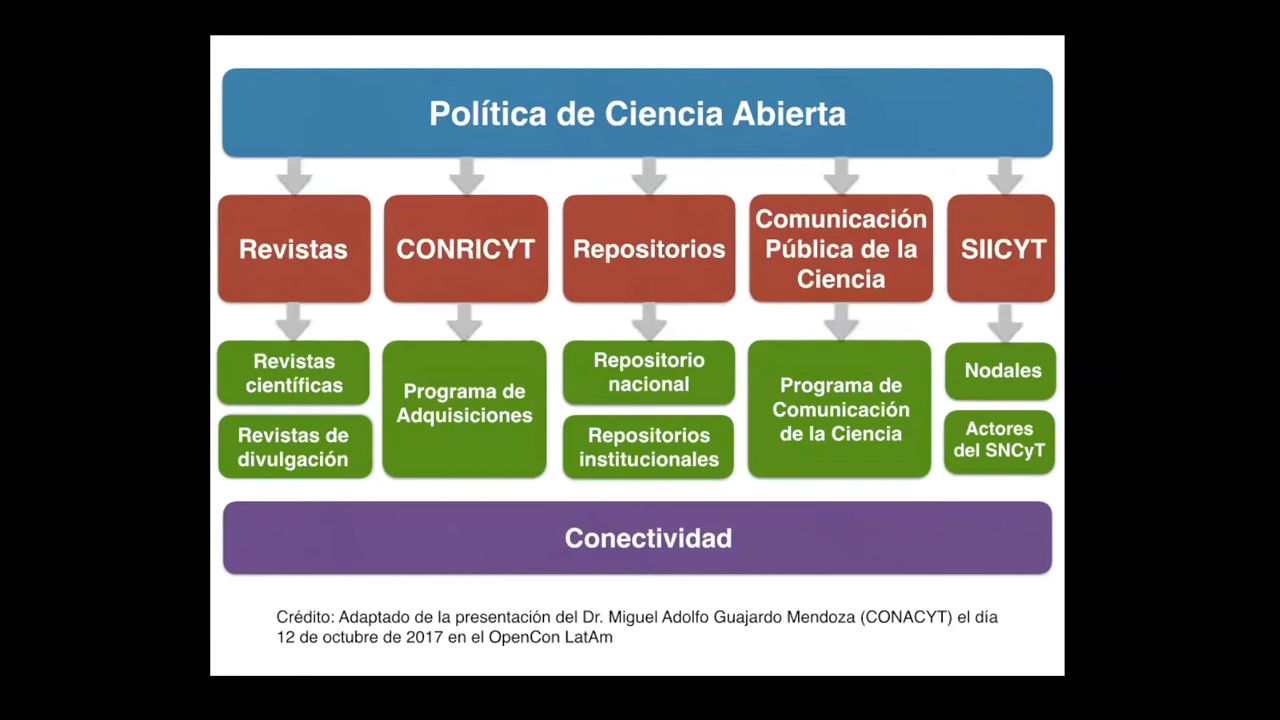 Política de Ciencia Abierta
Revistas
CONRICYT
Repositorios
Comunicación
Pública de la
Ciencia
SIICYT
Revistas
científicas
Revistas de
divulgación
Programa de
Adquisiciones
Repositorio
nacional
Repositorios
institucionales
Programa de
Comunicación
de la Ciencia
Nodales
Actores
del SNCyT
Conectividad
Crédito: Adaptado de la presentación del Dr. Miguel Adolfo Guajardo Mendoza (CONACYT) el día
12 de octubre de 2017 en el OpenCon LatAm